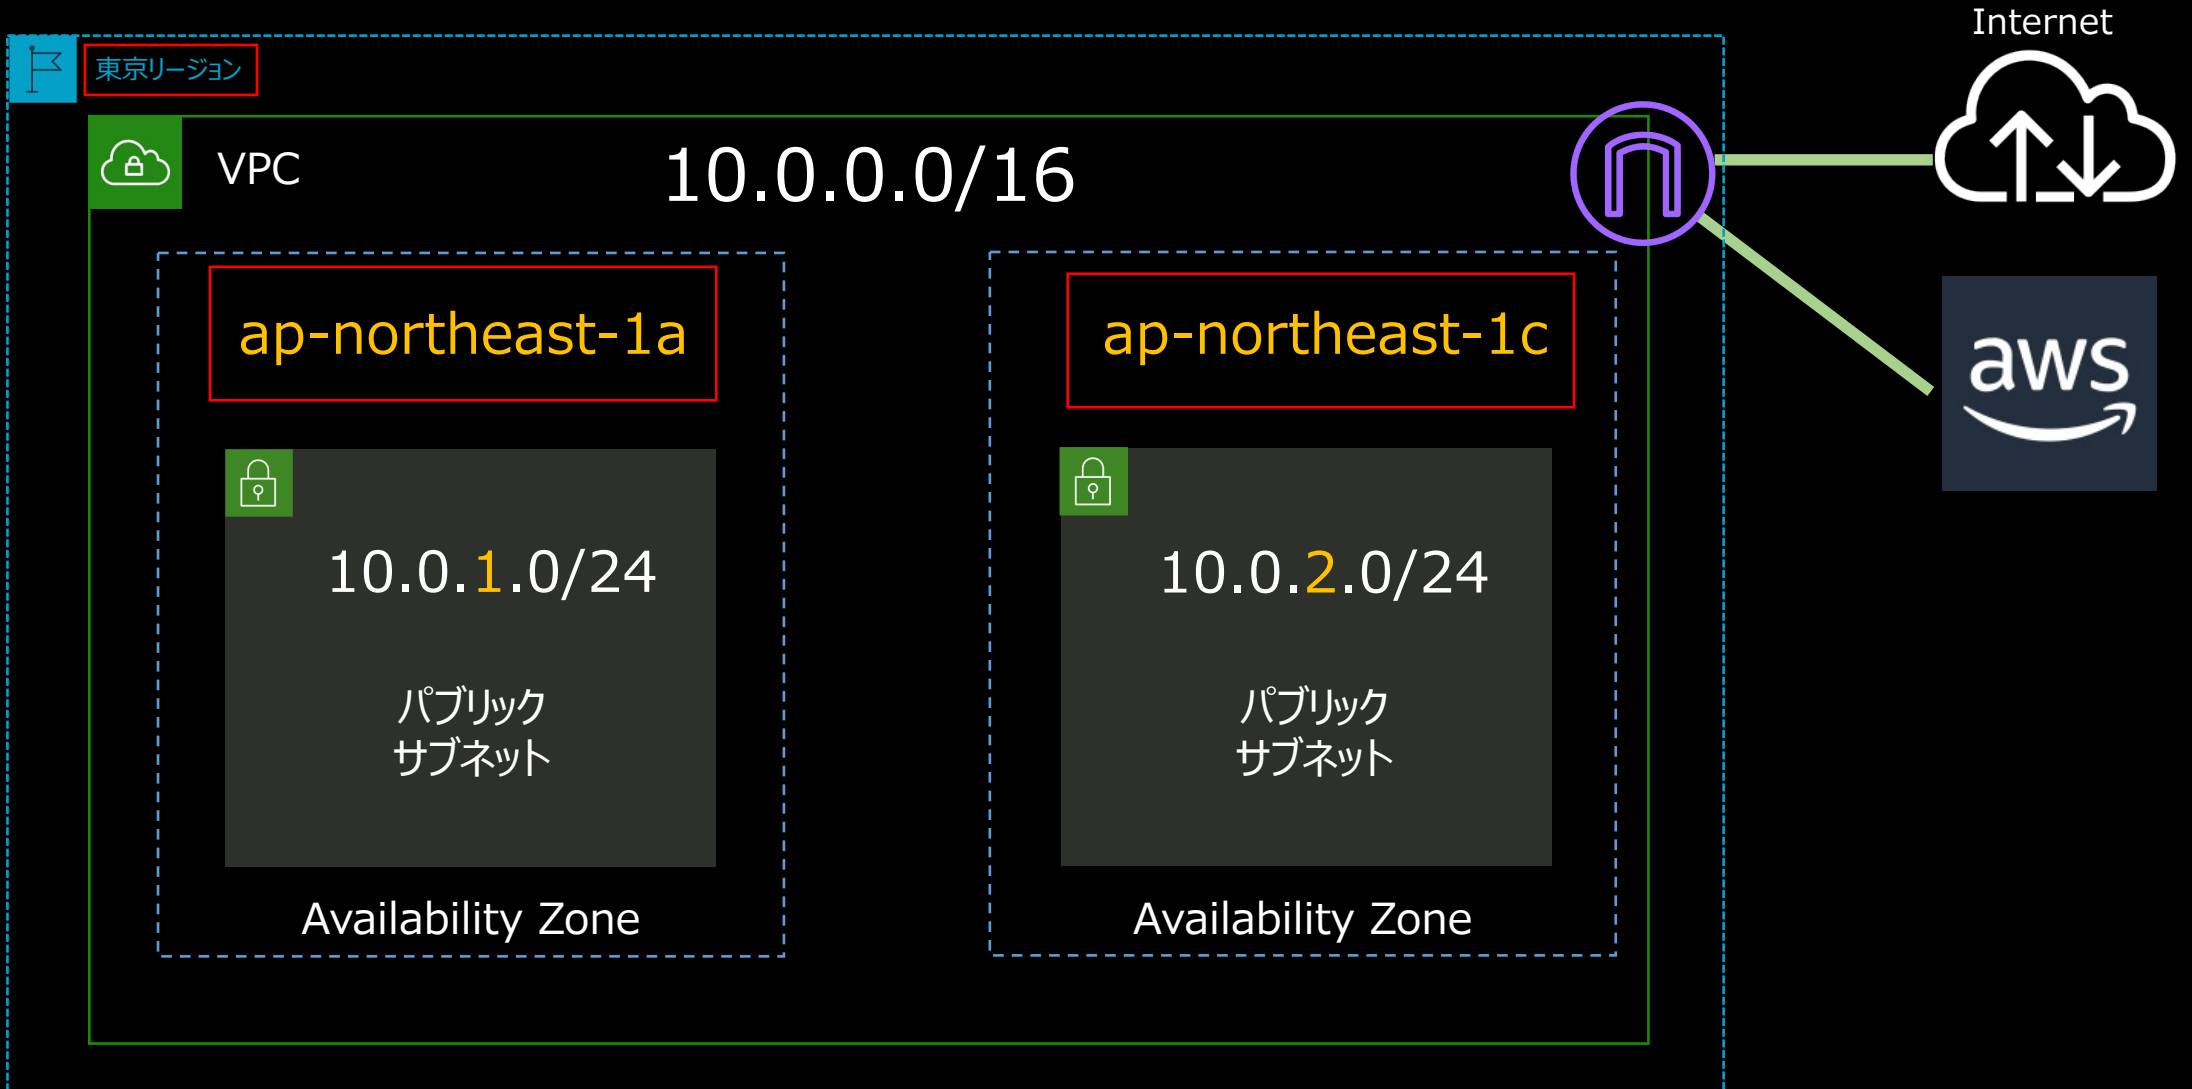 Internet
東京リージョン
VPC
10.0.0.0/16
ap-northeast-1a
ap-northeast-1c
aws
10.0.1.0/24
10.0.2.0/24
パブリック
サブネット
パブリック
サブネット
Availability Zone
Availability Zone